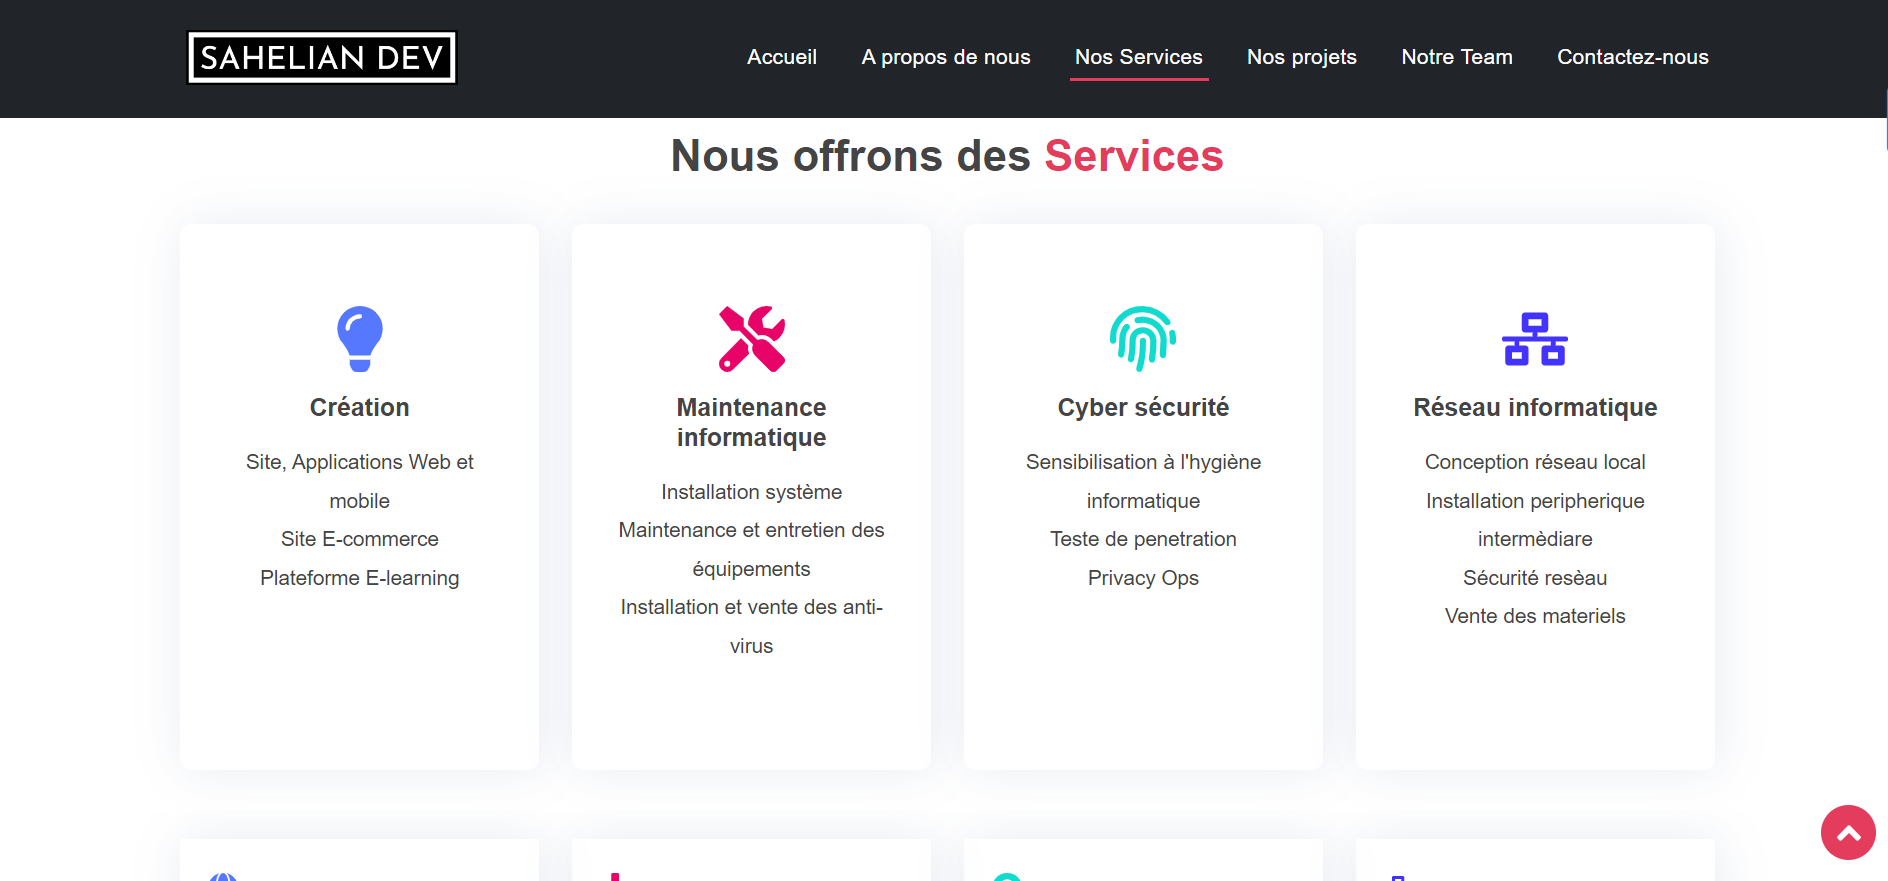 SAHELIAN DEV
Accueil
A propos de nous
Nos Services
Nos projets
Notre Team
Contactez-nous
Nous offrons des Services
Création
Site, Applications Web et
mobile
Site E-commerce
Plateforme E-learning
Maintenance
informatique
Installation système
Maintenance et entretien des
équipements
Installation et vente des anti-
virus
Cyber sécurité
Sensibilisation à l'hygiène
informatique
Teste de penetration
Privacy Ops
Réseau informatique
Conception réseau local
Installation peripherique
intermèdiare
Sécurité resèau
Vente des materiels